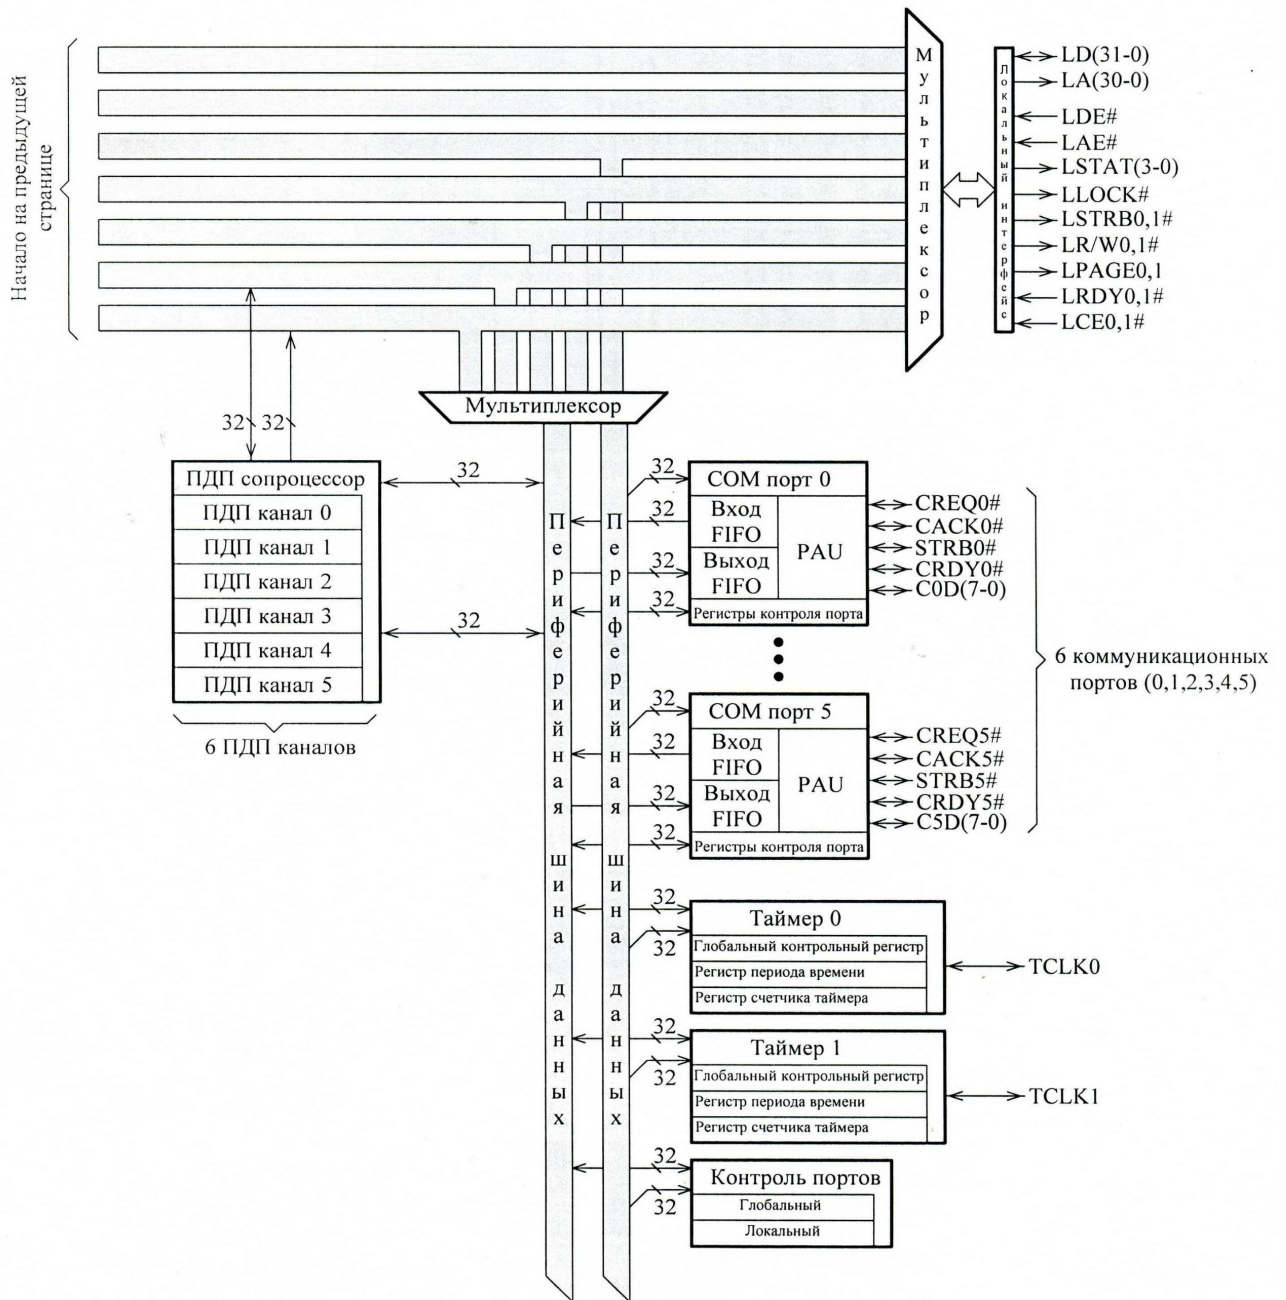 Начало на предыдущей
странице
Мультиплексор
Локальный интерфейс
LD(31-0)
LA(30-0)
LDE#
LAE#
LSTAT(3-0)
LLOCK#
LSTRB0,1#
LR/W0,1#
LPAGE0,1
LRDY0,1#
LCE0,1#
Мультиплексор
32
32
ПДП сопроцессор
ПДП канал 0
ПДП канал 1
ПДП канал 2
ПДП канал 3
ПДП канал 4
ПДП канал 5
6 ПДП каналов
32
32
Периферийная шина данных
Периферийная шина данных
32
32
32
32
COM порт 0
Вход
FIFO
Выход
FIFO
PAU
Регистры контроля порта
CREQ0#
CACK0#
STRB0#
CRDY0#
C0D(7-0)
32
32
32
32
COM порт 5
Вход
FIFO
Выход
FIFO
PAU
Регистры контроля порта
CREQ5#
CACK5#
STRB5#
CRDY5#
C5D(7-0)
6 коммуникационных
портов (0,1,2,3,4,5)
32
32
Таймер 0
Глобальный контрольный регистр
Регистр периода времени
Регистр счетчика таймера
TCLK0
32
32
Таймер 1
Глобальный контрольный регистр
Регистр периода времени
Регистр счетчика таймера
TCLK1
32
32
Контроль портов
Глобальный
Локальный